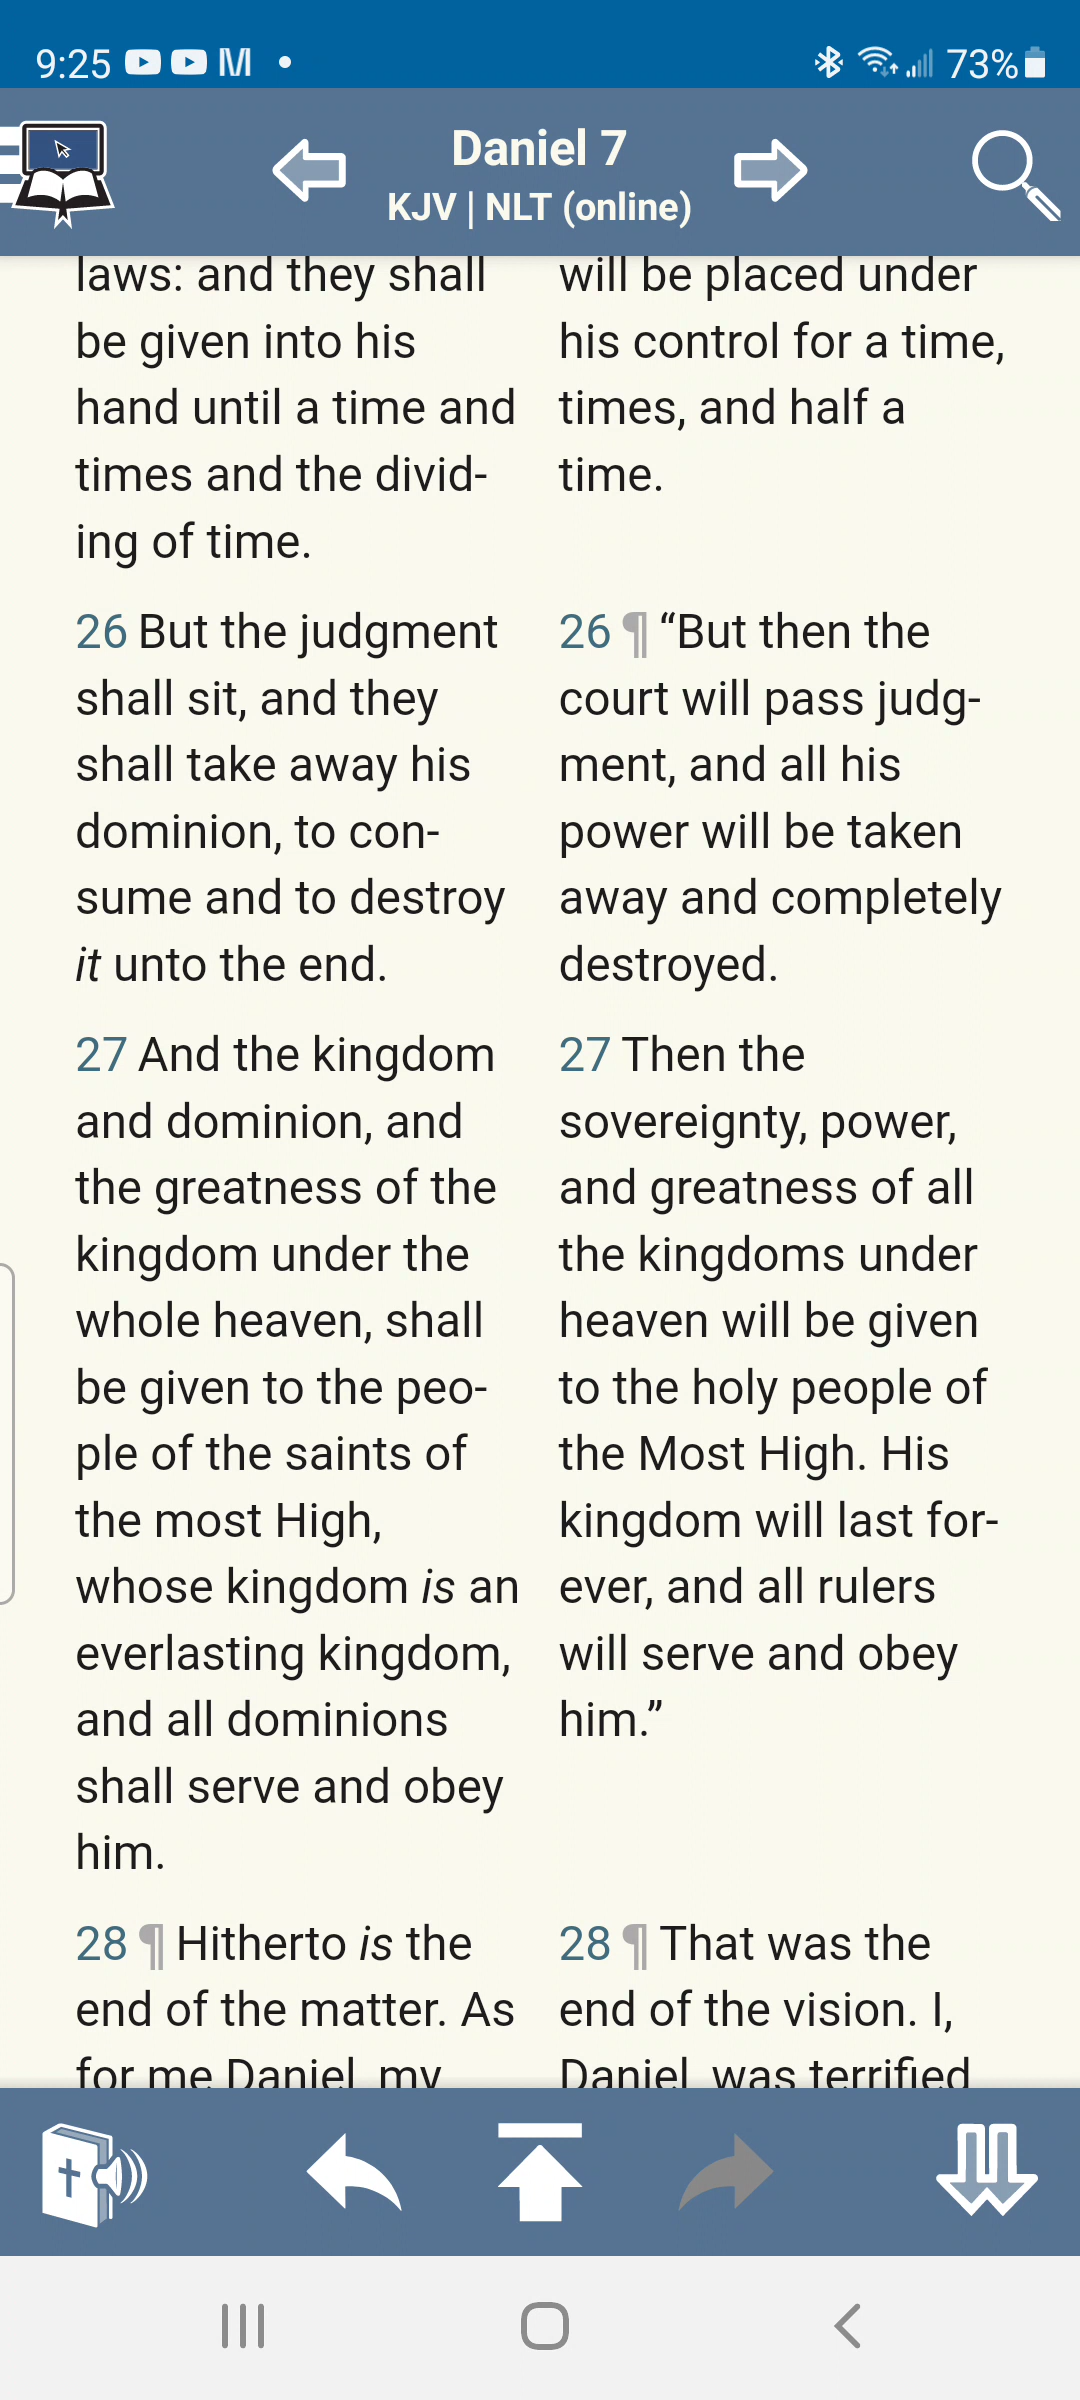 9:25
73%
Daniel 7
KJV | NLT (online)
laws: and they shall
be given into his
hand until a time and
times and the divid-
ing of time.
26 But the judgment
shall sit, and they
shall take away his
dominion, to con-
sume and to destroy
it unto the end.
27 And the kingdom
and dominion, and
the greatness of the
kingdom under the
whole heaven, shall
be given to the peo-
ple of the saints of
the most High,
whose kingdom is an
everlasting kingdom,
and all dominions
shall serve and obey
him.
28 ¶ Hitherto is the
end of the matter. As
for me Daniel, my
will be placed under
his control for a time,
times, and half a
time.
26 ¶ “But then the
court will pass judg-
ment, and all his
power will be taken
away and completely
destroyed.
27 Then the
sovereignty, power,
and greatness of all
the kingdoms under
heaven will be given
to the holy people of
the Most High. His
kingdom will last for-
ever, and all rulers
will serve and obey
him.”
28 ¶ That was the
end of the vision. I,
Daniel, was terrified